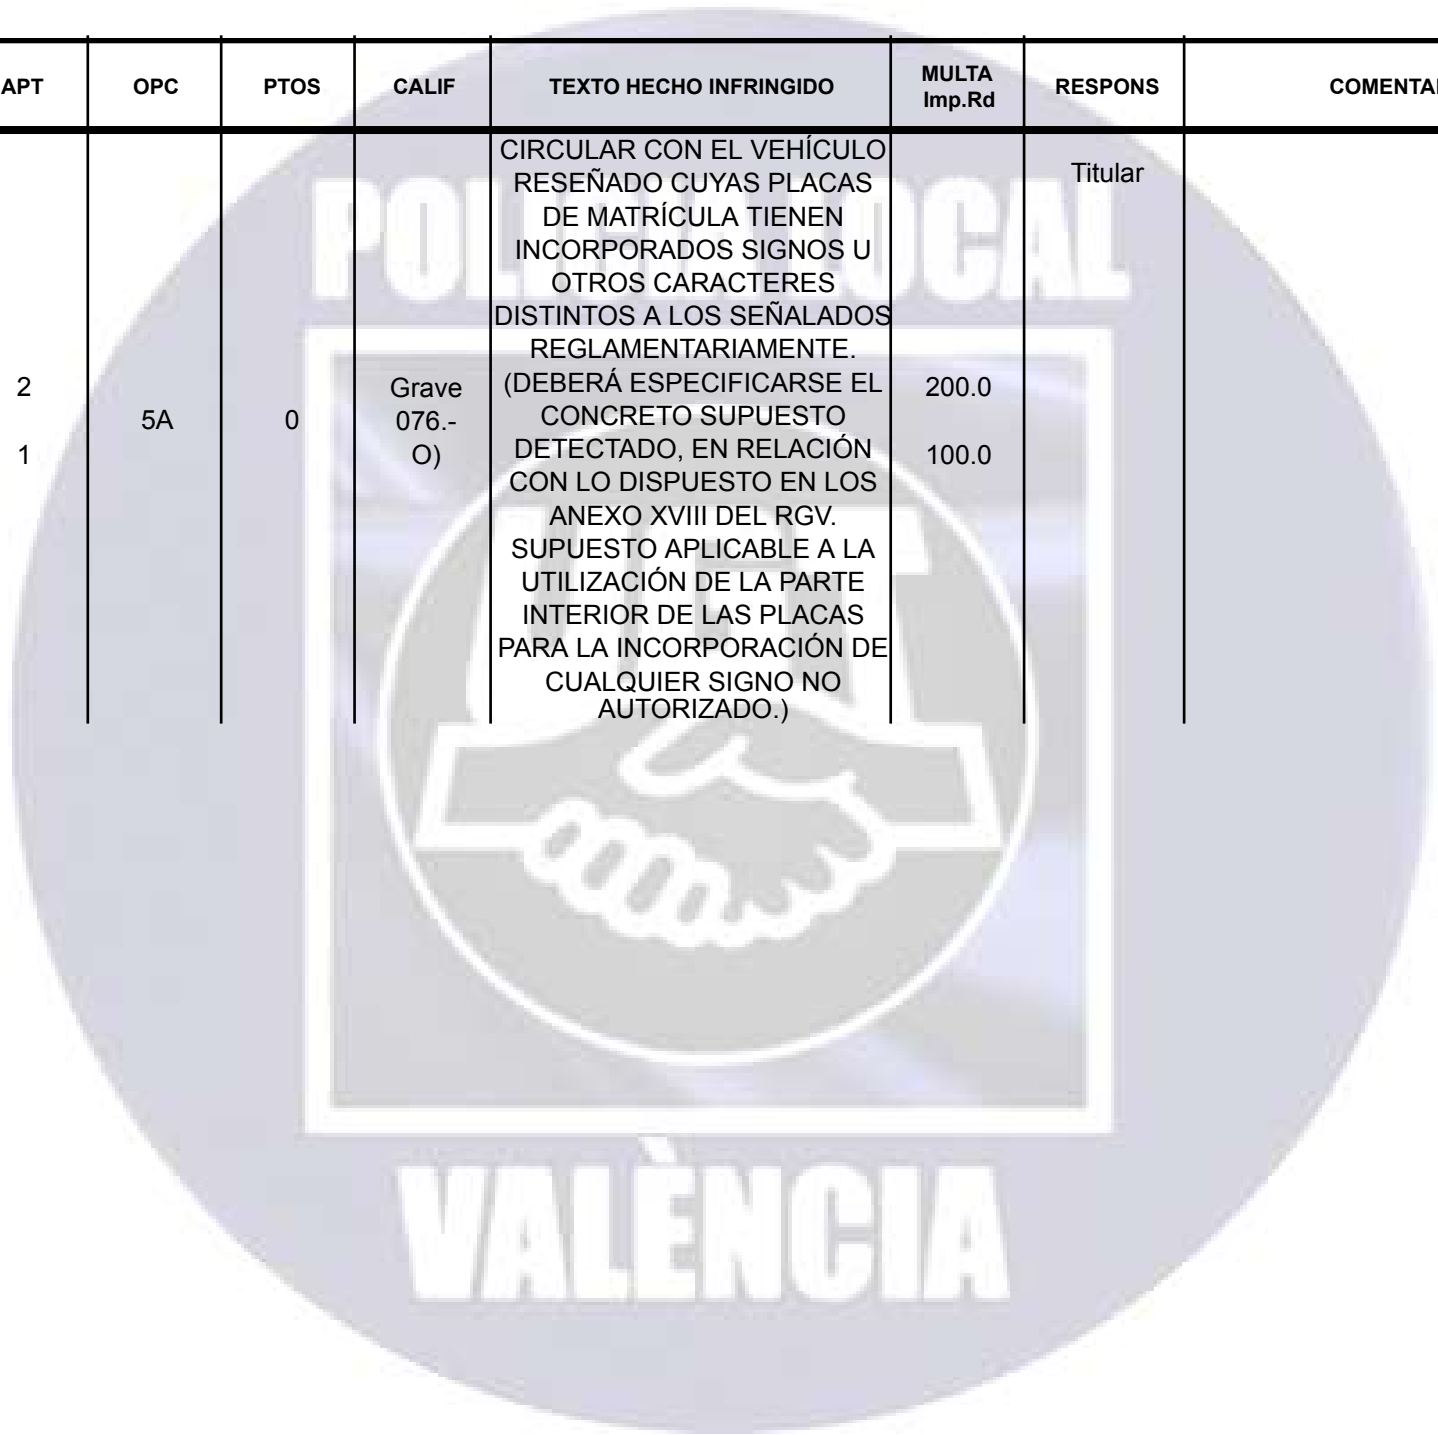 APT OPC PTOS CALIF TEXTO HECHO INFRINGIDO MULTA Imp.Rd RESPONS COMENTA
CIRCULAR CON EL VEHÍCULO
RESEÑADO CUYAS PLACAS
Titular
DE MATRÍCULA TIENEN
INCORPORADOS SIGNOS U
OTROS CARACTERES
DISTINTOS A LOS SEÑALADOS
REGLAMENTARIAMENTE.
2 Grave (DEBERÁ ESPECIFICARSE EL 200.0
5A 0 076.- CONCRETO SUPUESTO
1 O) DETECTADO, EN RELACIÓN 100.0
CON LO DISPUESTO EN LOS
ANEXO XVIII DEL RGV.
SUPUESTO APLICABLE A LA
UTILIZACIÓN DE LA PARTE
INTERIOR DE LAS PLACAS
PARA LA INCORPORACIÓN DE
CUALQUIER SIGNO NO
AUTORIZADO.)
POLICIA LOCAL
UGT
VALÈNCIA